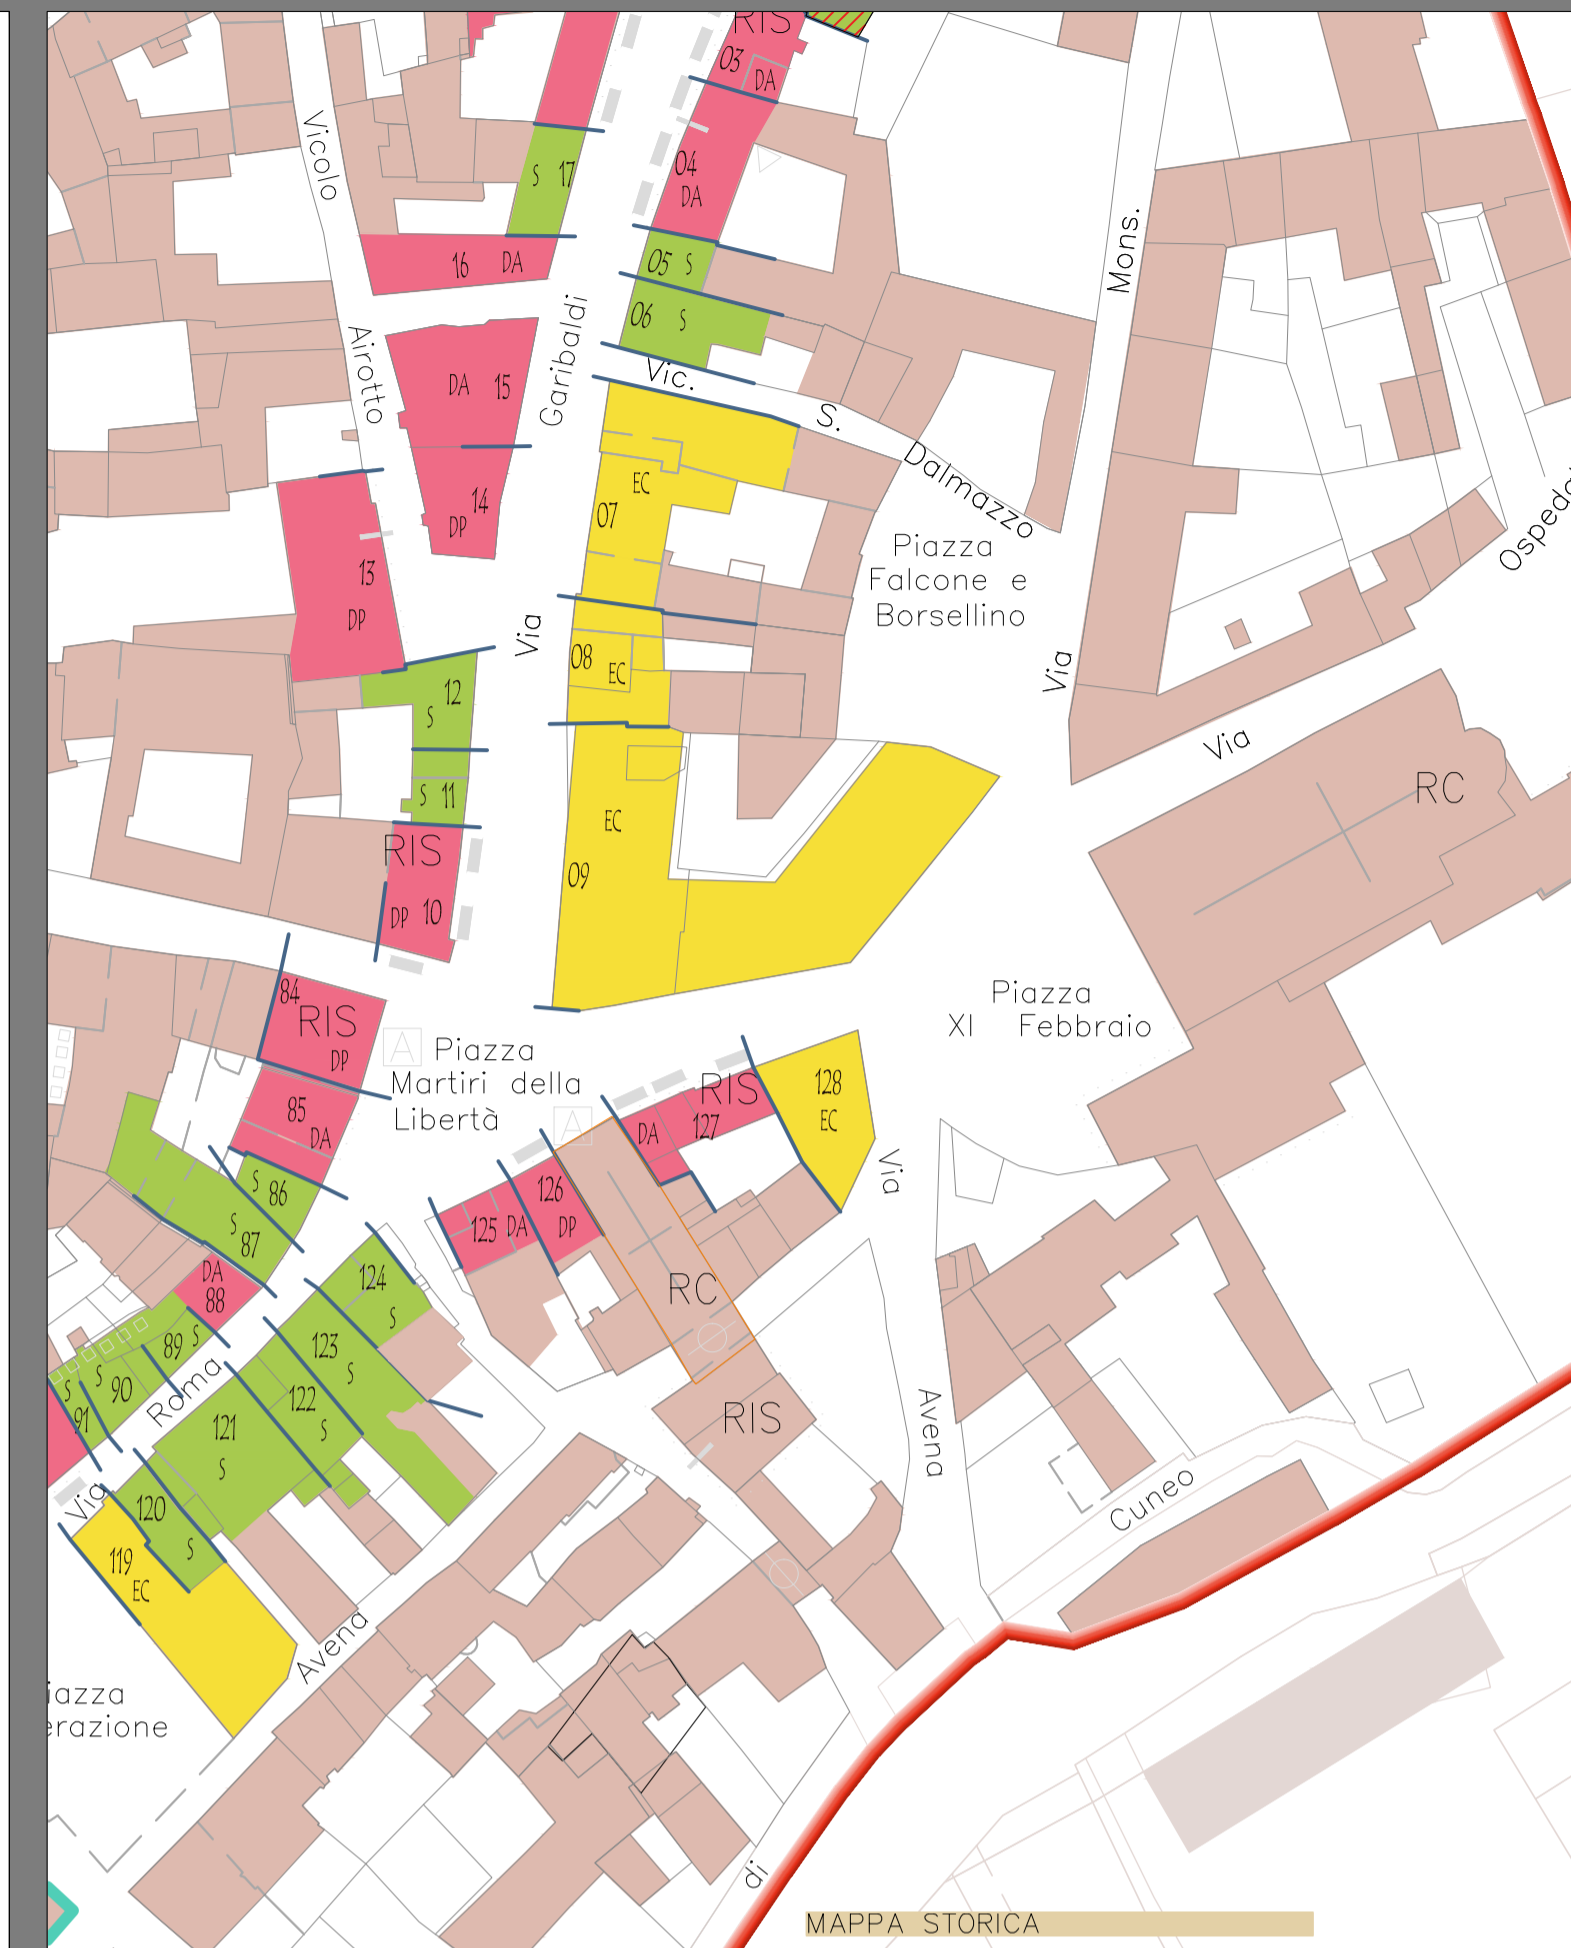 RIS
03
DA
Vicolo
04
DA
S 17
05 S
16 DA
Mons.
06 S
Airotto
Garibaldi
Vic.
S.
Dalmazzo
DA 15
EC
07
14
DP
13
DP
Piazza
Falcone e
Borsellino
Via
Via
08
EC
12
S
Via
S 11
RC
EC
09
RIS
DP 10
84
RIS
DP
Piazza
XI Febbraio
A
Piazza
Martiri della
Libertà
85
DA
RIS
127
DA
128
EC
A
Via
S 86
S
87
126
DP
125 DA
DA
88
124
S
RC
89 S
123
S
S 90
S
91
Roma
122
S
121
S
RIS
Avena
Via
120
S
119
EC
Cuneo
Avena
iazza
erazione
di
MAPPA STORICA